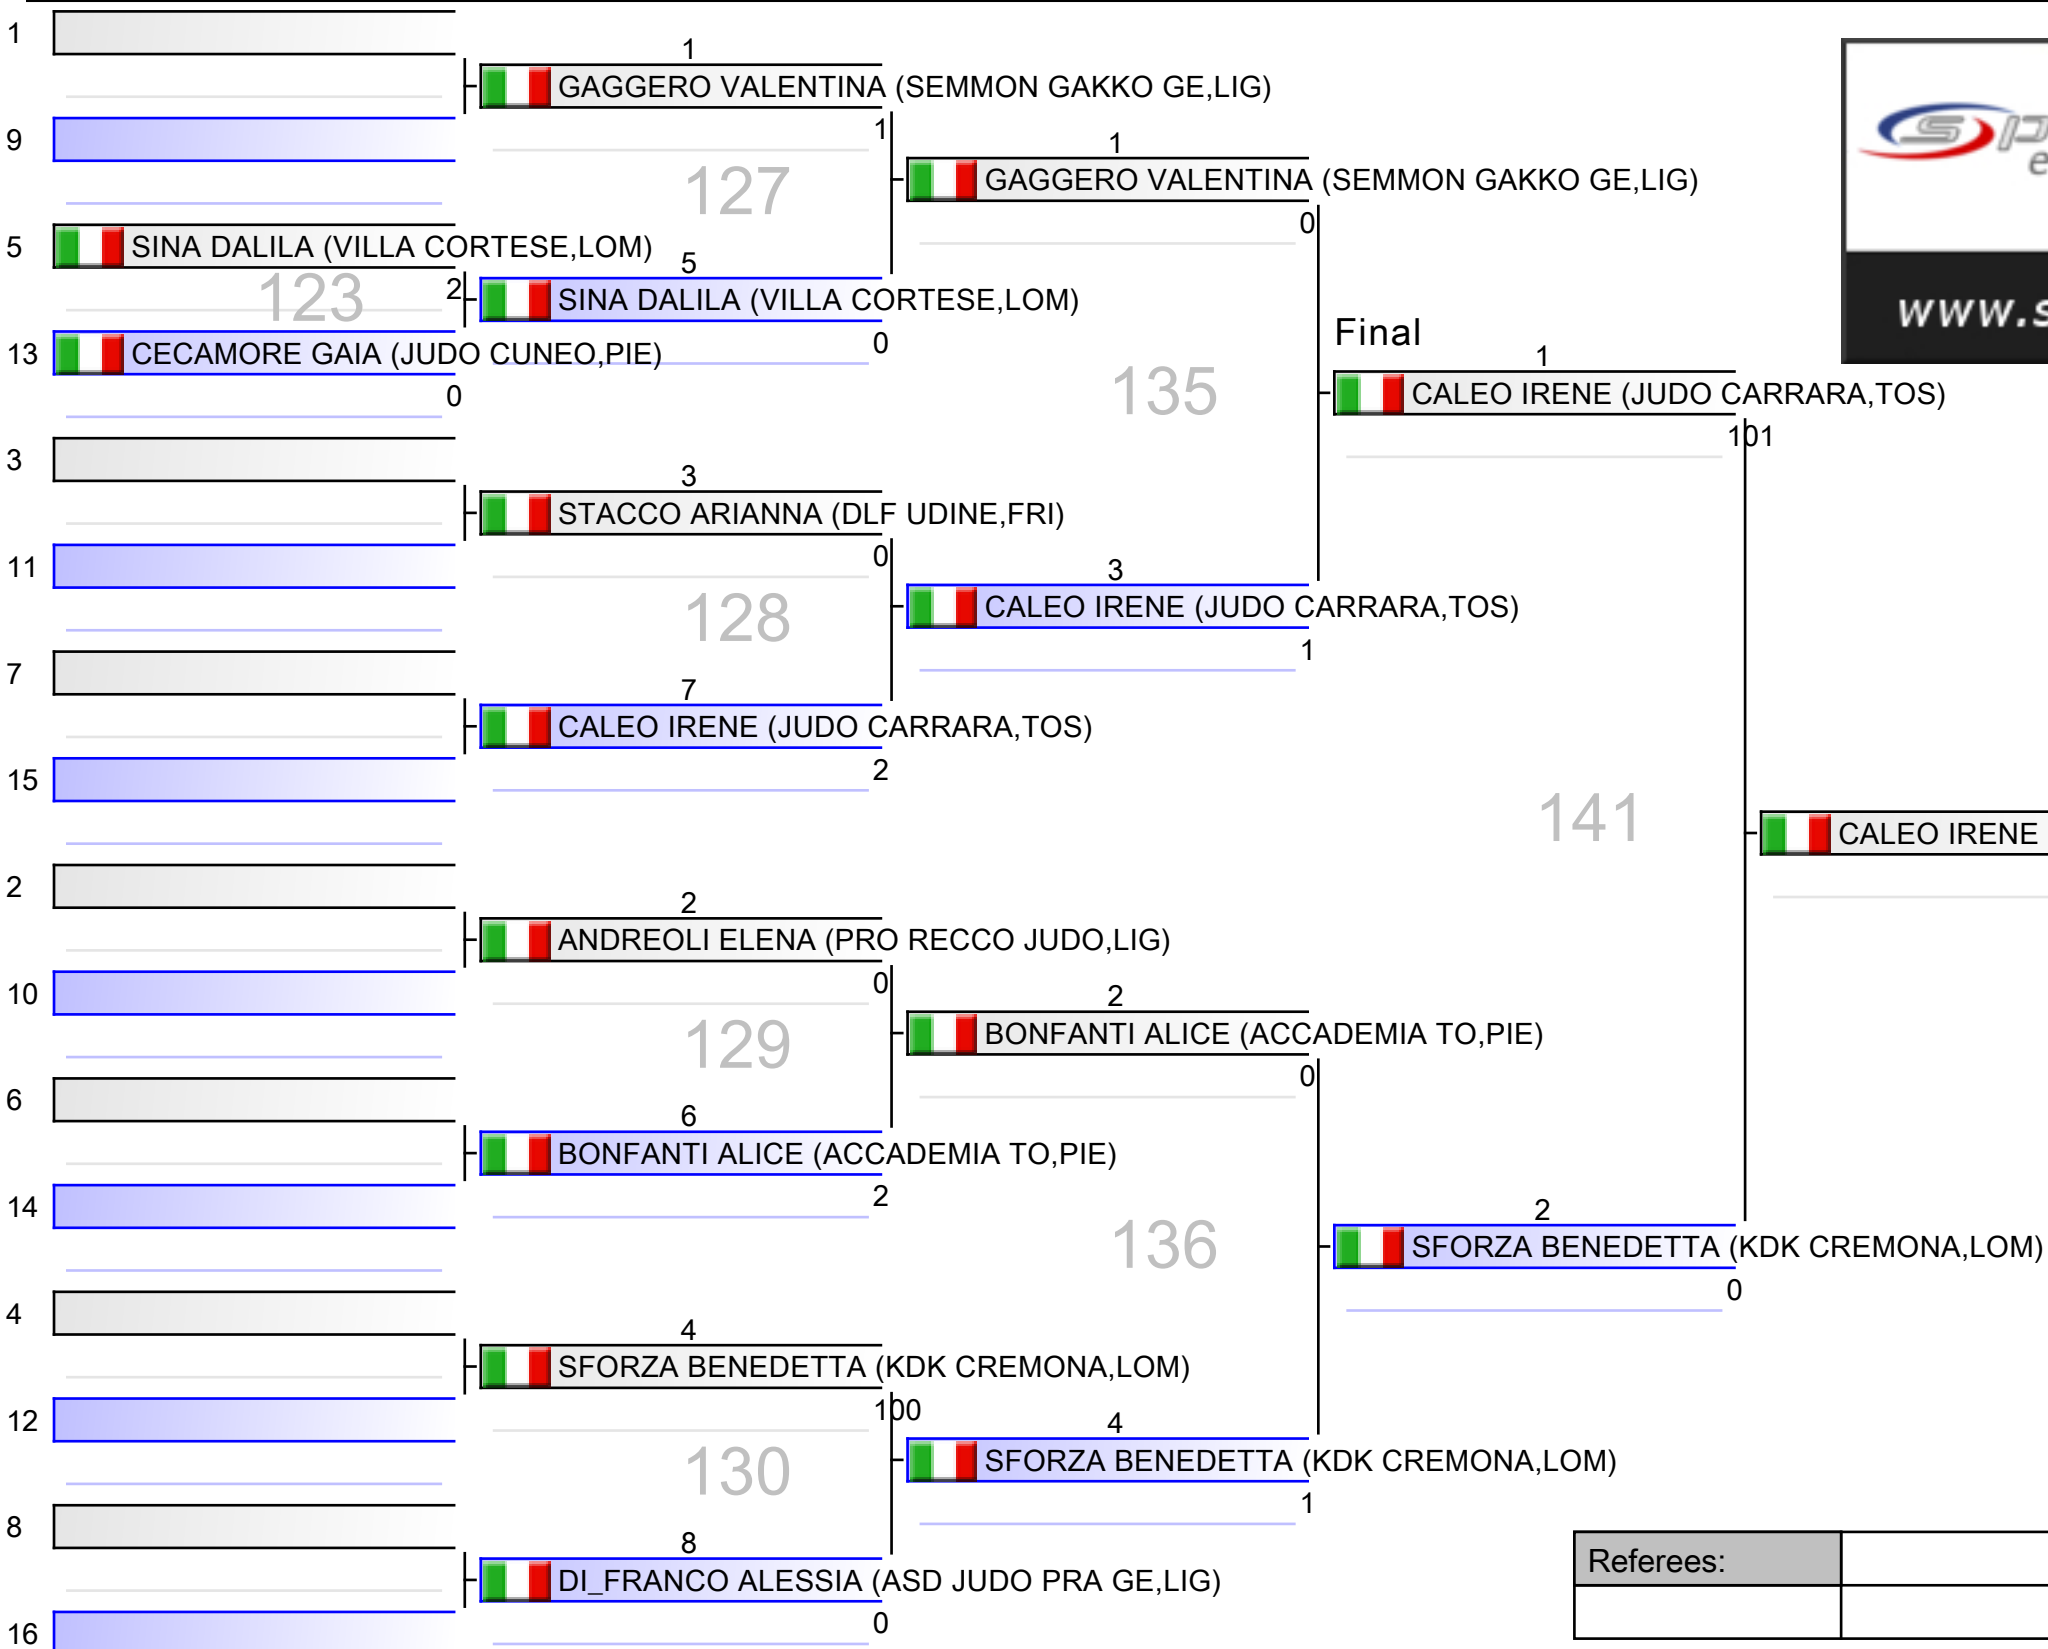 1
1
GAGGERO VALENTINA (SEMMON GAKKO GE,LIG)
9
1
127
1
GAGGERO VALENTINA (SEMMON GAKKO GE,LIG)
0
5
SINA DALILA (VILLA CORTESE,LOM)
123
2
5
SINA DALILA (VILLA CORTESE,LOM)
0
13
CECAMORE GAIA (JUDO CUNEO,PIE)
0
135
Final
1
CALEO IRENE (JUDO CARRARA,TOS)
101
www.s
3
3
STACCO ARIANNA (DLF UDINE,FRI)
0
11
128
3
CALEO IRENE (JUDO CARRARA,TOS)
1
7
7
CALEO IRENE (JUDO CARRARA,TOS)
2
15
141
CALEO IRENE
2
2
ANDREOLI ELENA (PRO RECCO JUDO,LIG)
0
10
129
2
BONFANTI ALICE (ACCADEMIA TO,PIE)
0
6
6
BONFANTI ALICE (ACCADEMIA TO,PIE)
2
14
136
2
SFORZA BENEDETTA (KDK CREMONA,LOM)
0
4
4
SFORZA BENEDETTA (KDK CREMONA,LOM)
100
12
130
4
SFORZA BENEDETTA (KDK CREMONA,LOM)
1
8
8
DI_FRANCO ALESSIA (ASD JUDO PRA GE,LIG)
0
16
Referees: